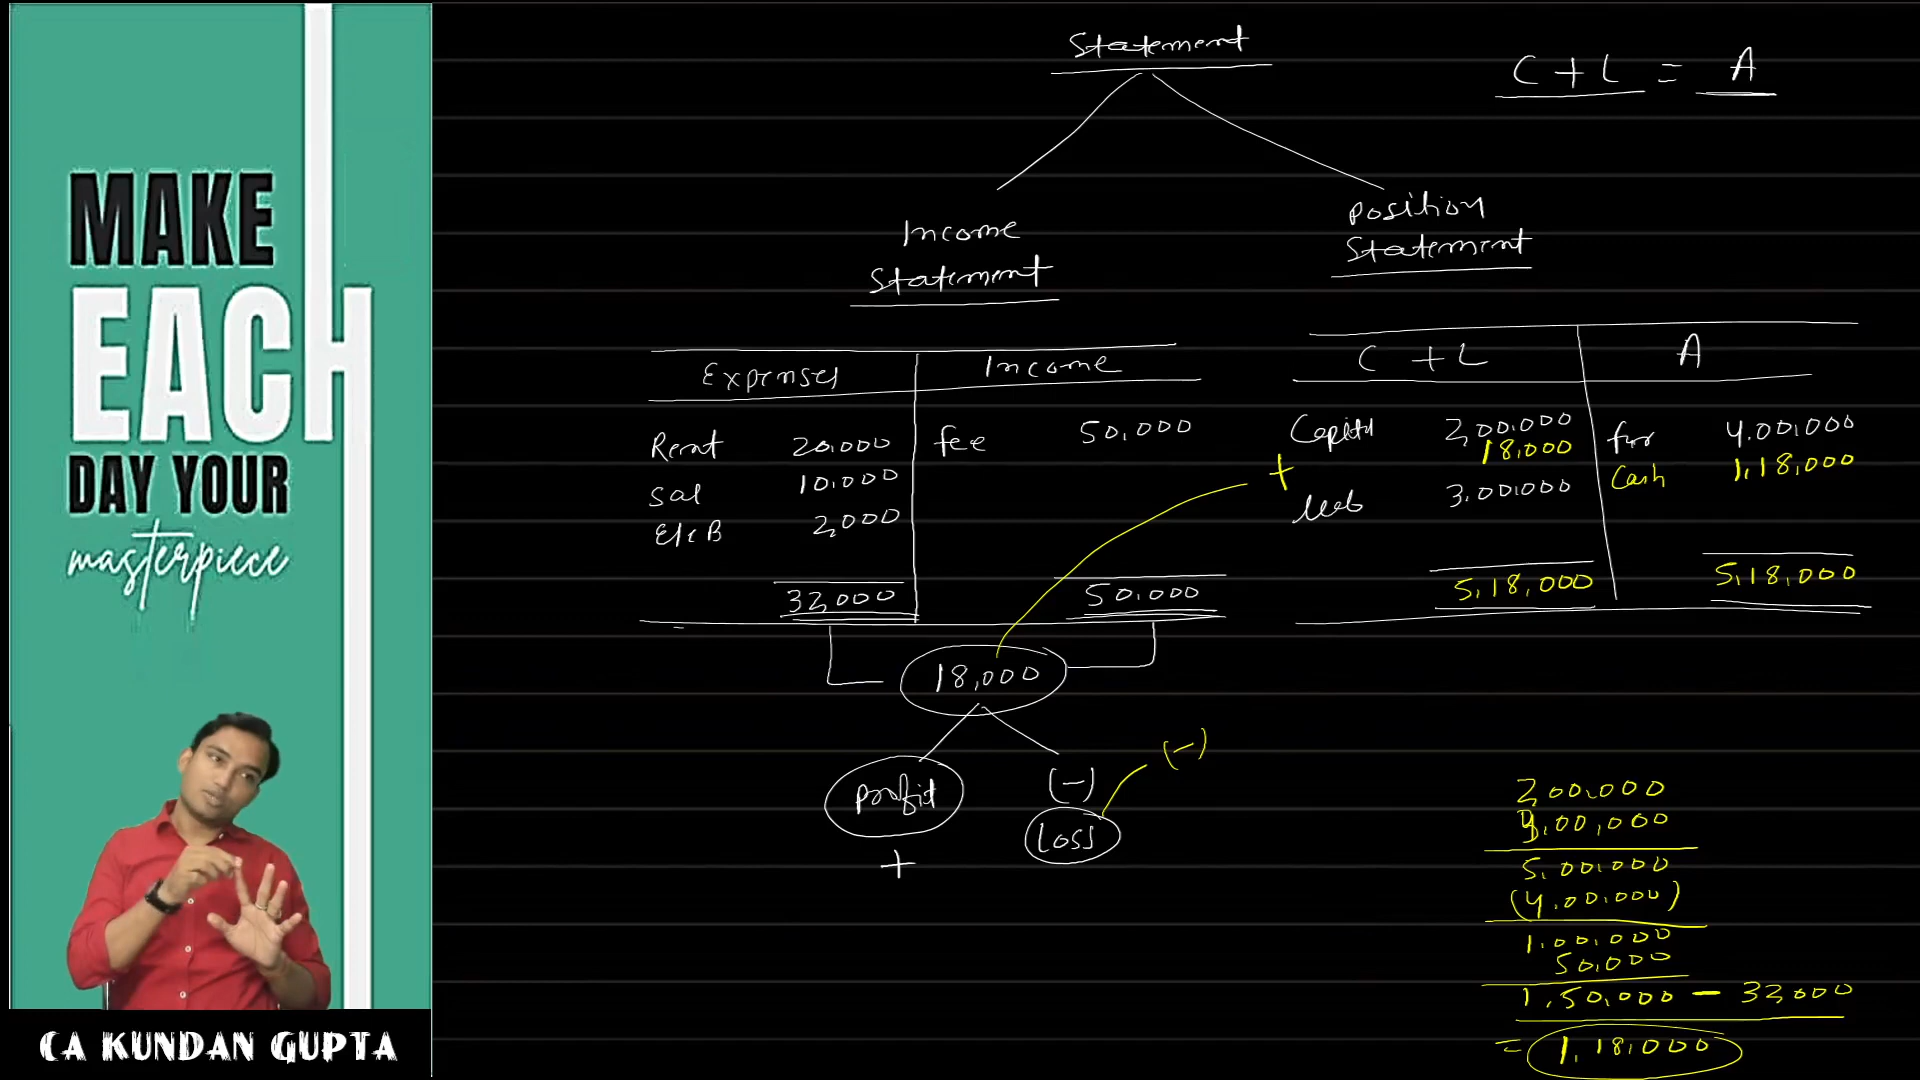 MAKE
EACH
DAY YOUR
masterpiece
CA KUNDAN GUPTA
Statement
C + L = A
Income
Statement
Position
Statement
Expenses Income
Rent 20,000 fee 50,000
Sal 10,000
2,000
32,000 50,000
18,000
Profit
+
(-)
Loss
(-)
C + L A
Capital 2,00,000 fur 4,00,000
+ 18,000 Cash 1,18,000
3,00,000
5,18,000 5,18,000
2,00,000
,00,000
5,00,000
(4,00,000)
1,00,000
50,000
1,50,000 - 32,000
= 1,18,000